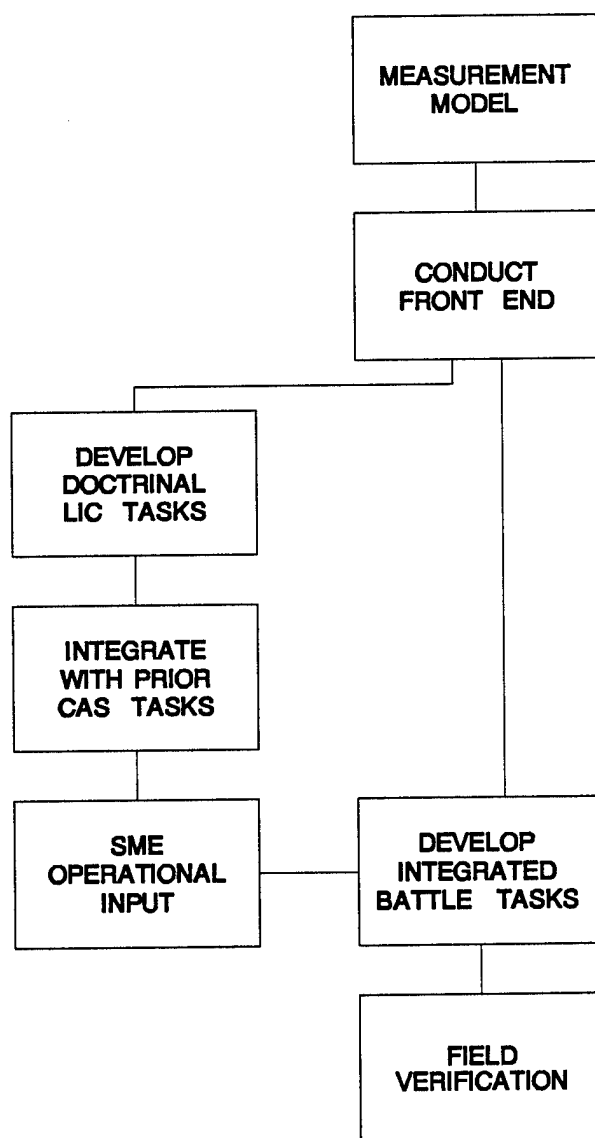 MEASUREMENT
MODEL
CONDUCT
FRONT END
DEVELOP
DOCTRINAL
LIC TASKS
INTEGRATE
WITH PRIOR
CAS TASKS
SME
OPERATIONAL
INPUT
DEVELOP
INTEGRATED
BATTLE TASKS
FIELD
VERIFICATION